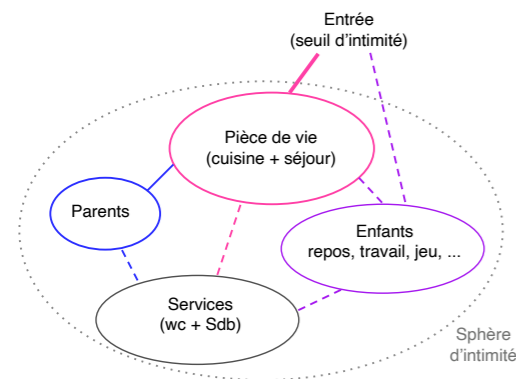 Entrée
(seuil d'intimité)
Pièce de vie
(cuisine + séjour)
Parents
Enfants
repos, travail, jeu, ...
Services
(wc + Sdb)
Sphère
d'intimité